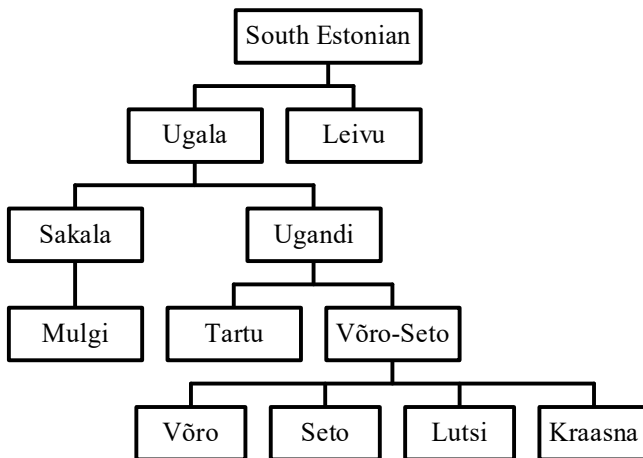 South Estonian
Ugala
Leivu
Sakala
Ugandi
Mulgi
Tartu
Võro-Seto
Võro
Seto
Lutsi
Kraasna